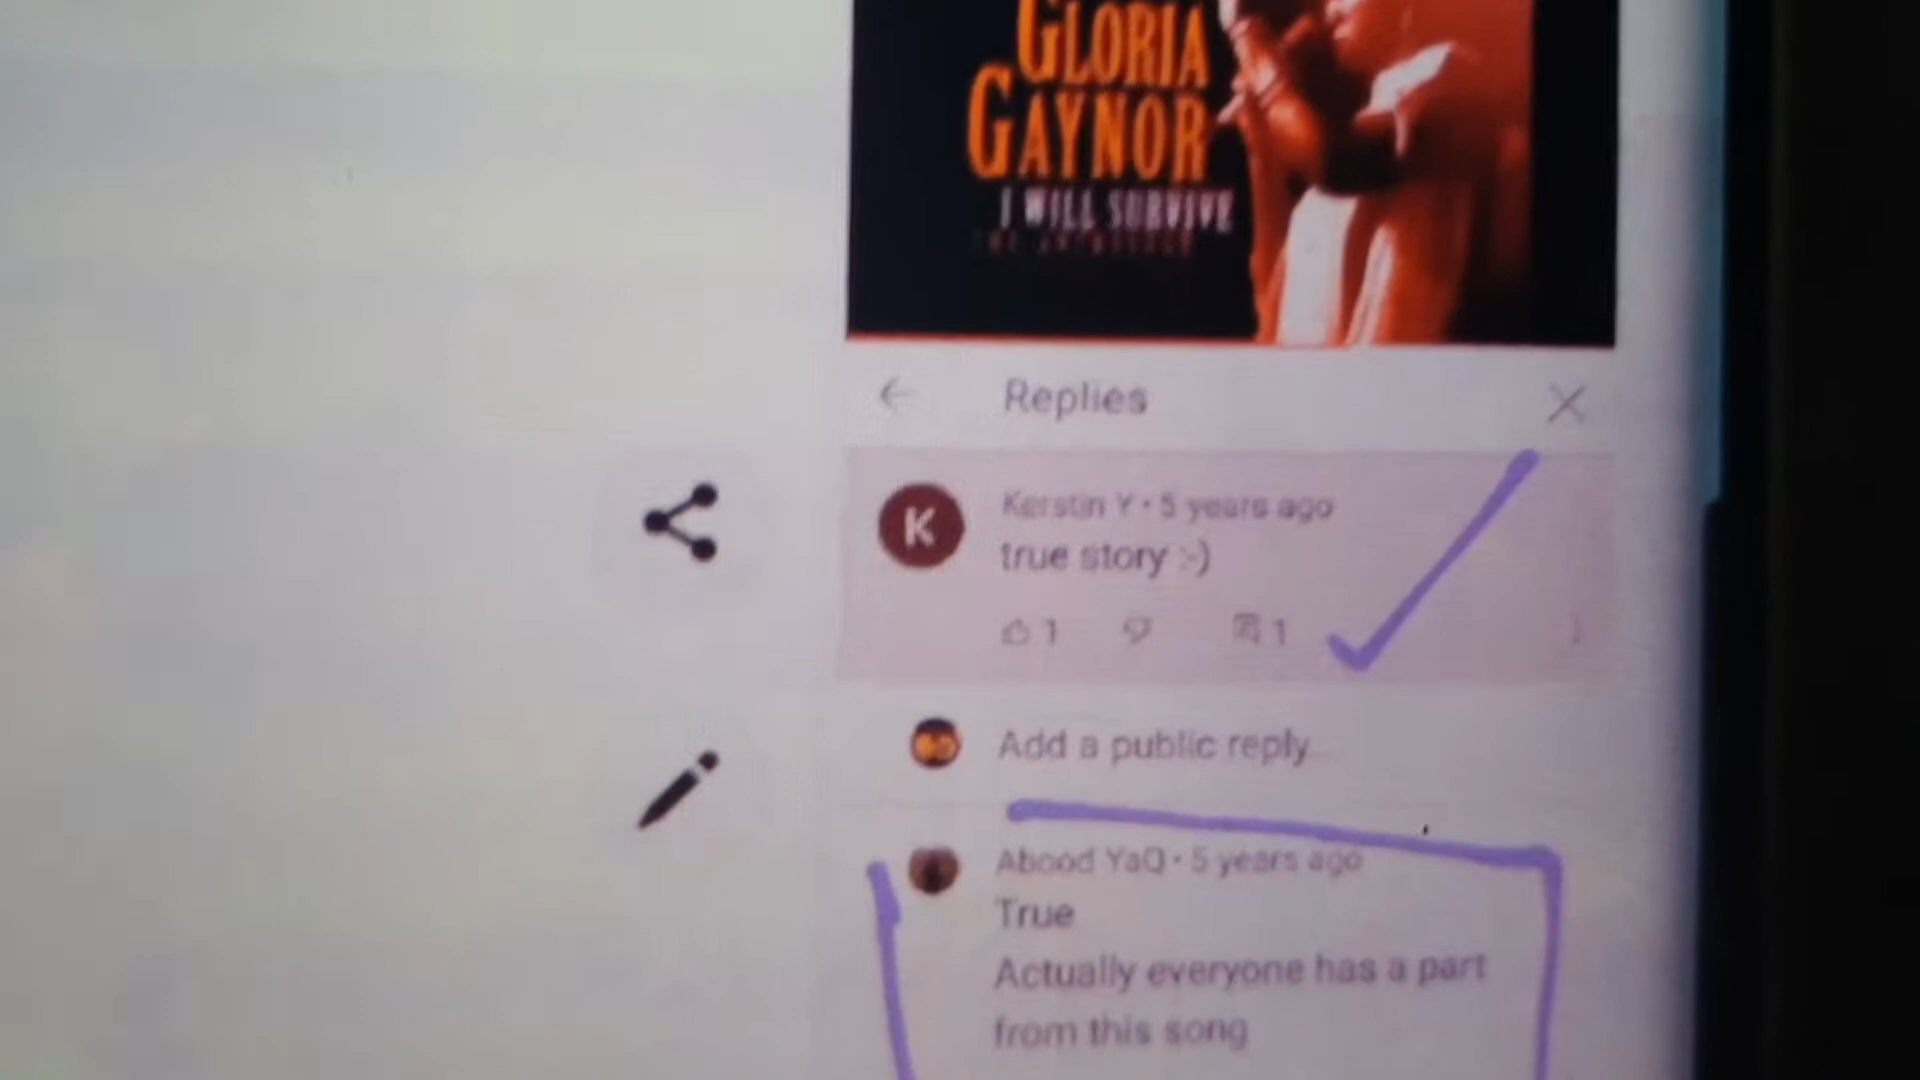 GLORIA
GAYNOR
I WILL SURVIVE
Replies
K
Kerstin Y · 5 years ago
true story :-)
1
1
Add a public reply
Abood YaQ · 5 years ago
True
Actually everyone has a part
from this song